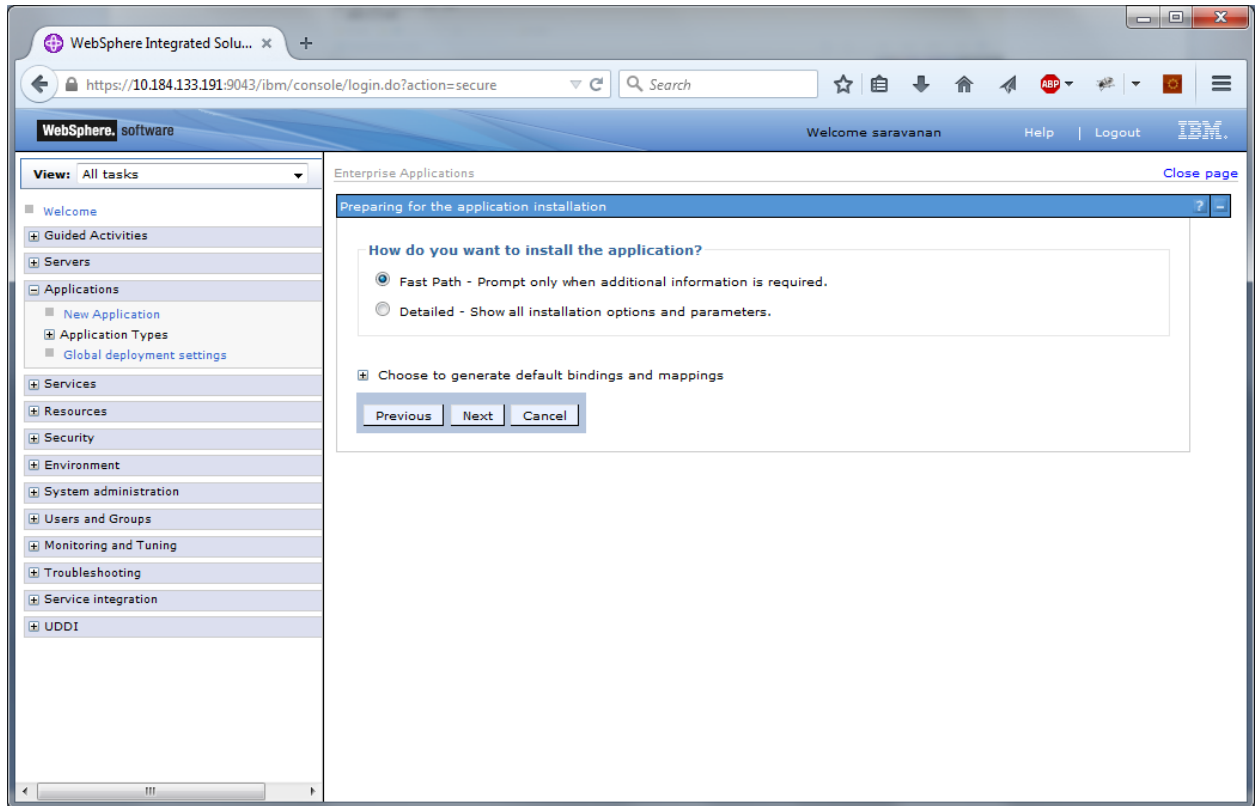 WebSphere Integrated Solu...
https://10.184.133.191:9043/ibm/console/login.do?action=secure
Search
ABP
WebSphere. software
Welcome saravanan
Help | Logout
IBM.
View: All tasks
Welcome
Guided Activities
Servers
Applications
New Application
Application Types
Global deployment settings
Services
Resources
Security
Environment
System administration
Users and Groups
Monitoring and Tuning
Troubleshooting
Service integration
UDDI
Enterprise Applications
Close page
Preparing for the application installation
? -
How do you want to install the application?
Fast Path - Prompt only when additional information is required.
Detailed - Show all installation options and parameters.
Choose to generate default bindings and mappings
Previous Next Cancel